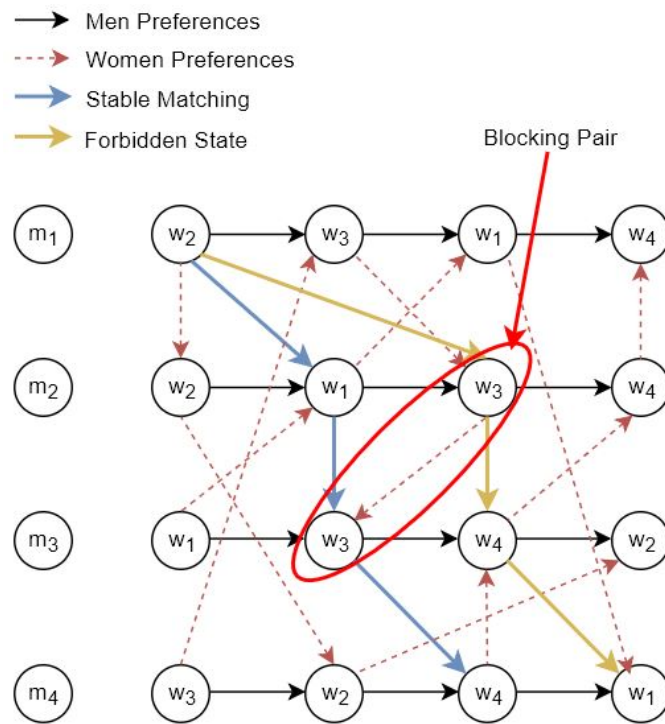 Men Preferences
Women Preferences
Stable Matching
Forbidden State
Blocking Pair
m₁ w₂ w₃ w₁ w₄
m₂ w₂ w₁ w₃ w₄
m₃ w₁ w₃ w₄ w₂
m₄ w₃ w₂ w₄ w₁